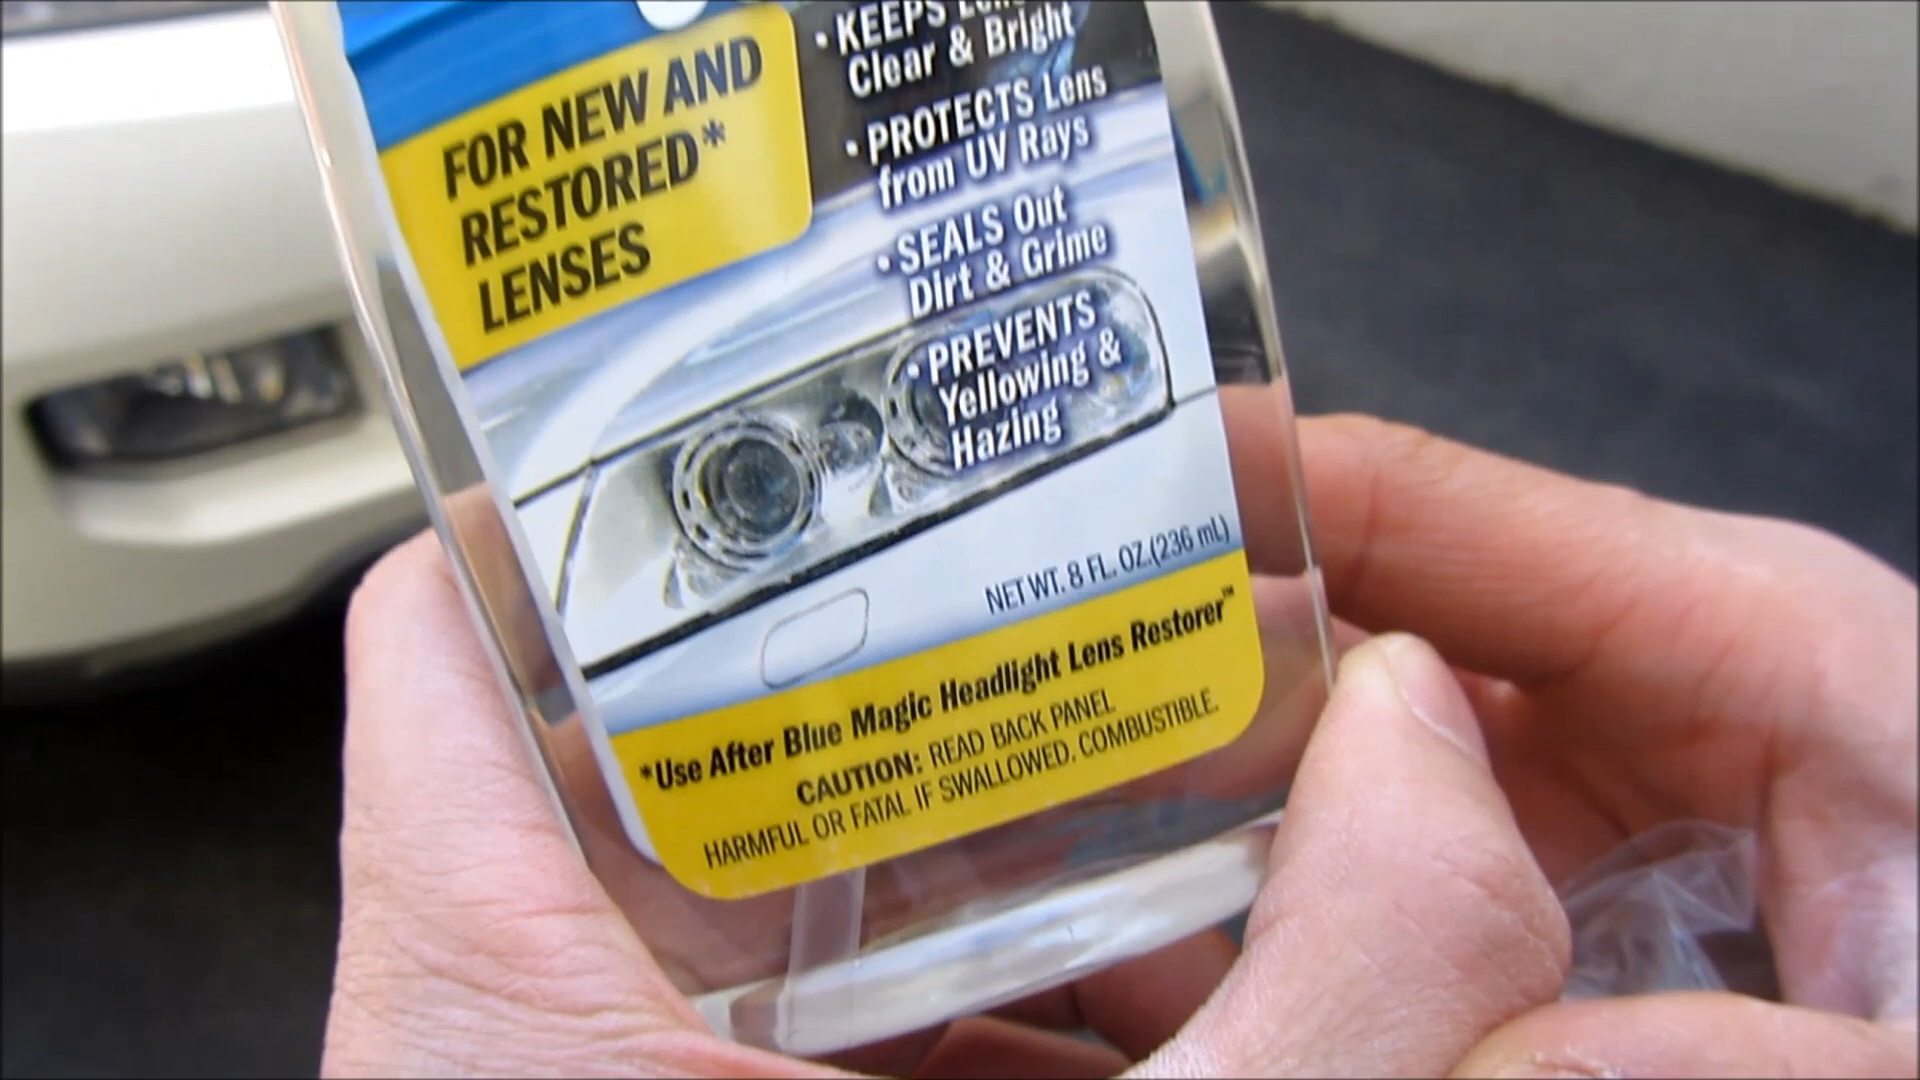 FOR NEW AND
RESTORED*
LENSES
• KEEPS Lens
Clear & Bright
• PROTECTS Lens
from UV Rays
• SEALS Out
Dirt & Grime
• PREVENTS
Yellowing &
Hazing
NET WT. 8 FL. OZ.(236 mL)
*Use After Blue Magic Headlight Lens Restorer™
CAUTION: READ BACK PANEL
HARMFUL OR FATAL IF SWALLOWED. COMBUSTIBLE.